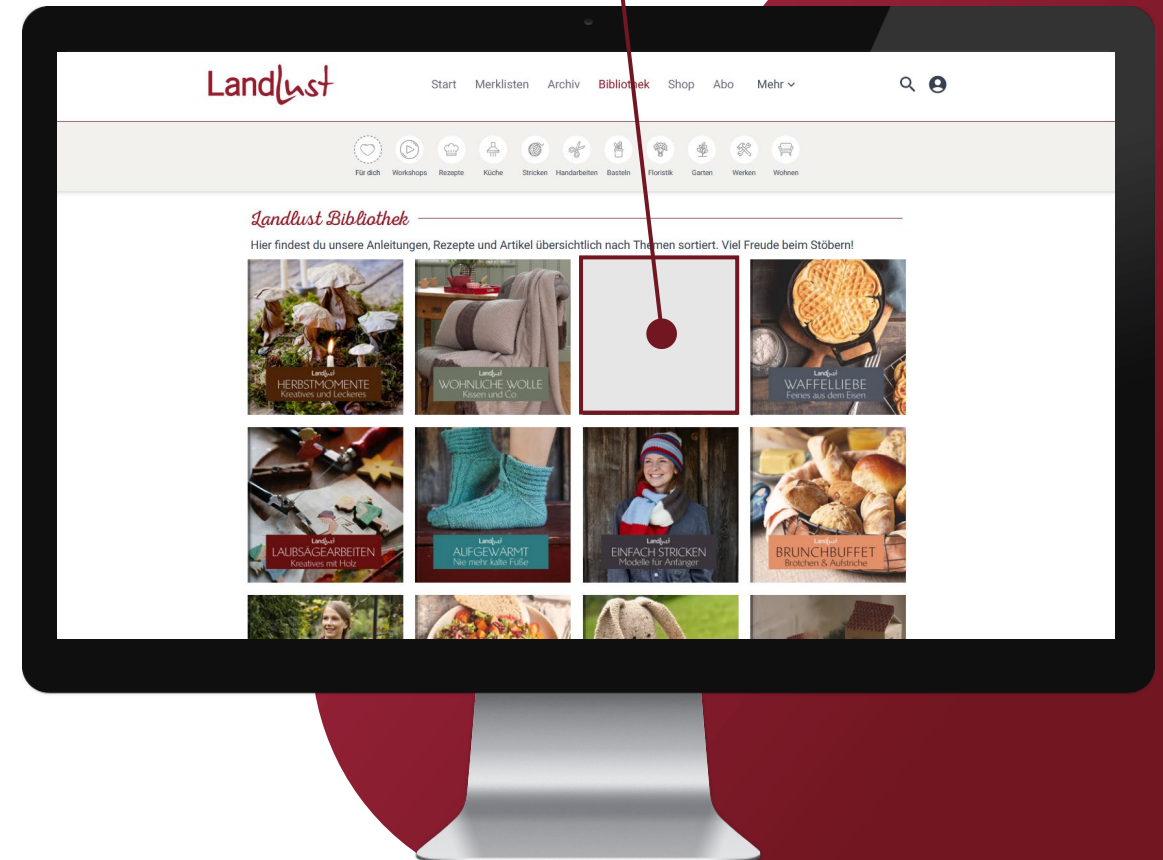 Landlust
Start Merklisten Archiv Bibliothek Shop Abo Mehr
Für dich Workshops Rezepte Küche Stricken Handarbeiten Basteln Floristik Garten Werken Wohnen
Landlust Bibliothek
Hier findest du unsere Anleitungen, Rezepte und Artikel übersichtlich nach Themen sortiert. Viel Freude beim Stöbern!
Landlust
HERBSTMOMENTE
Kreatives und Leckeres
Landlust
WOHNLICHE WOLLE
Kissen und Co.
Landlust
WAFFELLIEBE
Feines aus dem Eisen
Landlust
LAUBSÄGEARBEITEN
Kreatives mit Holz
Landlust
AUFGEWÄRMT
Nie mehr kalte Füße
Landlust
EINFACH STRICKEN
Modelle für Anfänger
Landlust
BRUNCHBUFFET
Brötchen & Aufstriche